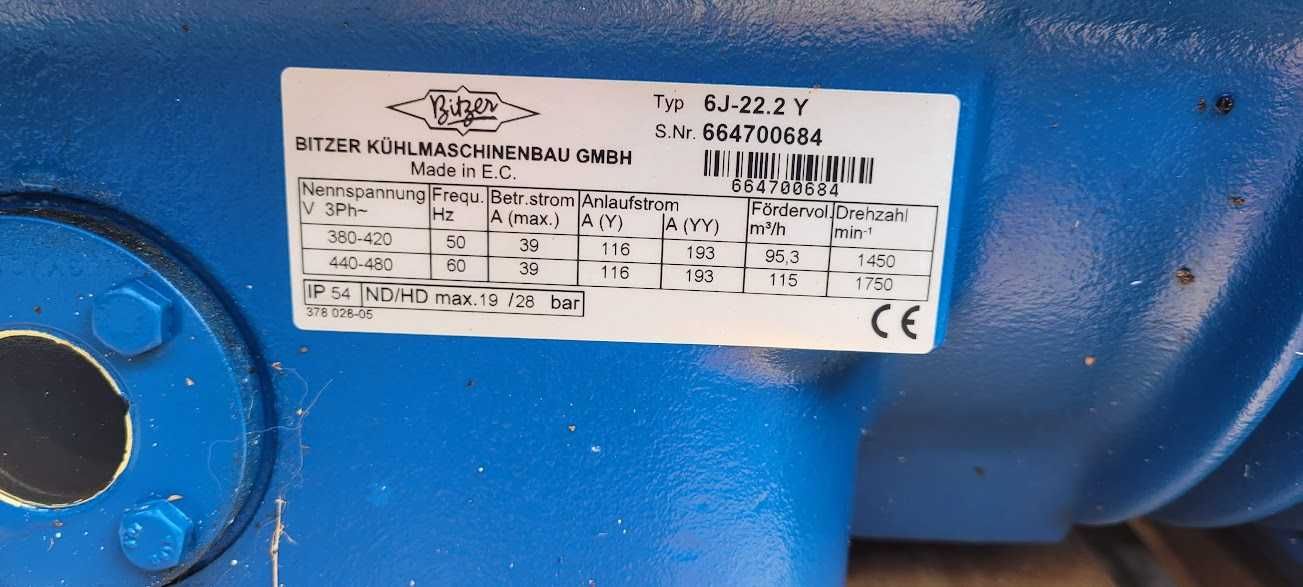 Bitzer
BITZER KÜHLMASCHINENBAU GMBH
Made in E.C.
Typ 6J-22.2 Y
S.Nr. 664700684
664700684
Nennspannung V 3Ph~ Frequ. Hz Betr.strom A (max.) Anlaufstrom A (Y) A (YY) Fördervol. m³/h Drehzahl min-¹
380-420 50 39 116 193 95,3 1450
440-480 60 39 116 193 115 1750
IP 54 ND/HD max.19 /28 bar
378 028-05
CE